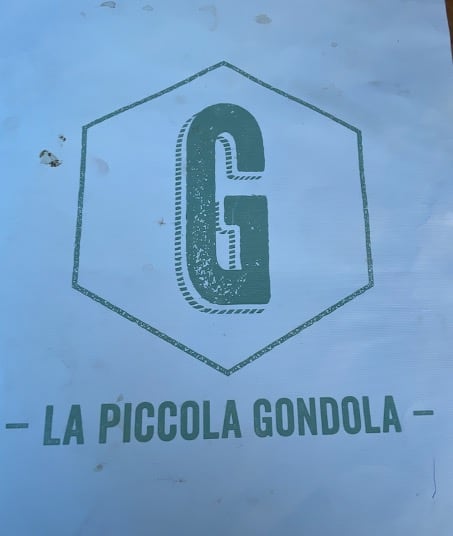 G
– LA PICCOLA GONDOLA –